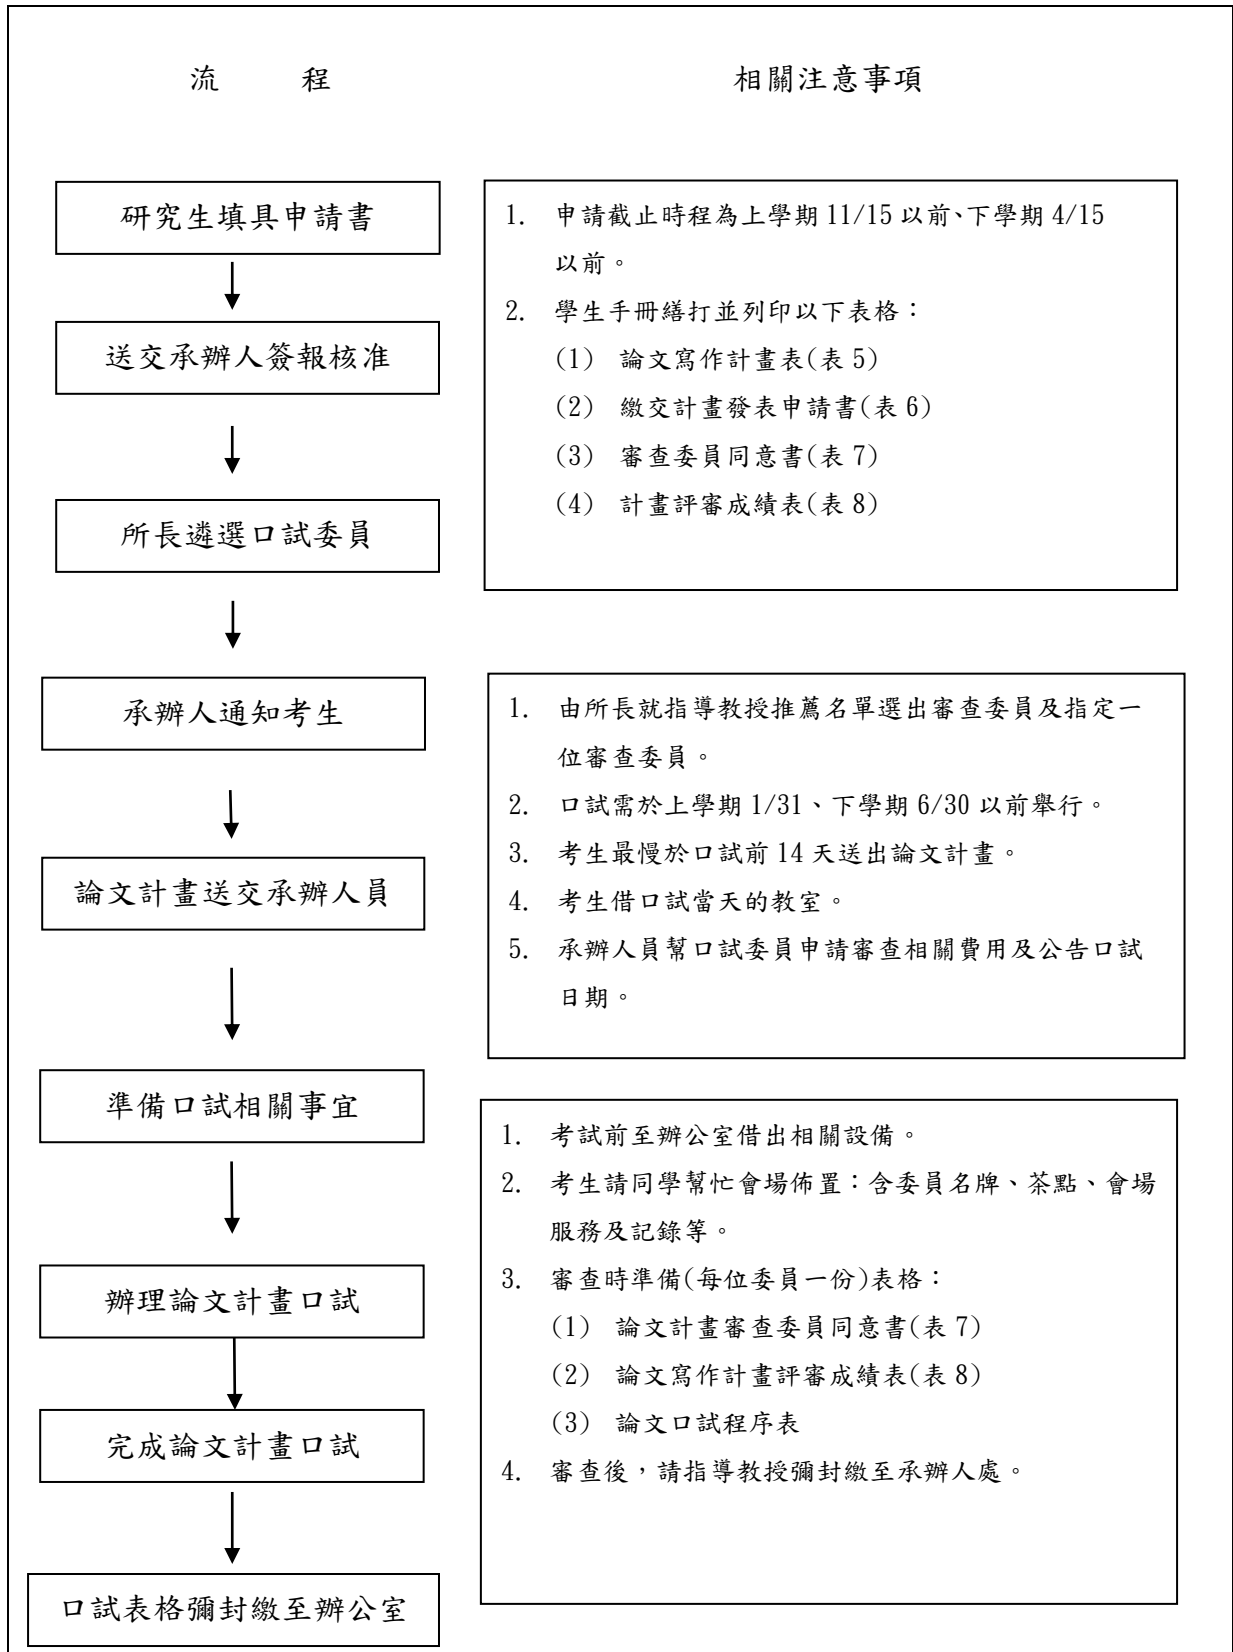 流 程
相關注意事項
研究生填具申請書
送交承辦人簽報核准
所長遴選口試委員
承辦人通知考生
論文計畫送交承辦人員
準備口試相關事宜
辦理論文計畫口試
完成論文計畫口試
口試表格彌封繳至辦公室
1. 申請截止時程為上學期 11/15 以前、下學期 4/15
以前。
2. 學生手冊繕打並列印以下表格：
(1) 論文寫作計畫表(表 5)
(2) 繳交計畫發表申請書(表 6)
(3) 審查委員同意書(表 7)
(4) 計畫評審成績表(表 8)
1. 由所長就指導教授推薦名單選出審查委員及指定一
位審查委員。
2. 口試需於上學期 1/31、下學期 6/30 以前舉行。
3. 考生最慢於口試前 14 天送出論文計畫。
4. 考生借口試當天的教室。
5. 承辦人員幫口試委員申請審查相關費用及公告口試
日期。
1. 考試前至辦公室借出相關設備。
2. 考生請同學幫忙會場佈置：含委員名牌、茶點、會場
服務及記錄等。
3. 審查時準備(每位委員一份)表格：
(1) 論文計畫審查委員同意書(表 7)
(2) 論文寫作計畫評審成績表(表 8)
(3) 論文口試程序表
4. 審查後，請指導教授彌封繳至承辦人處。